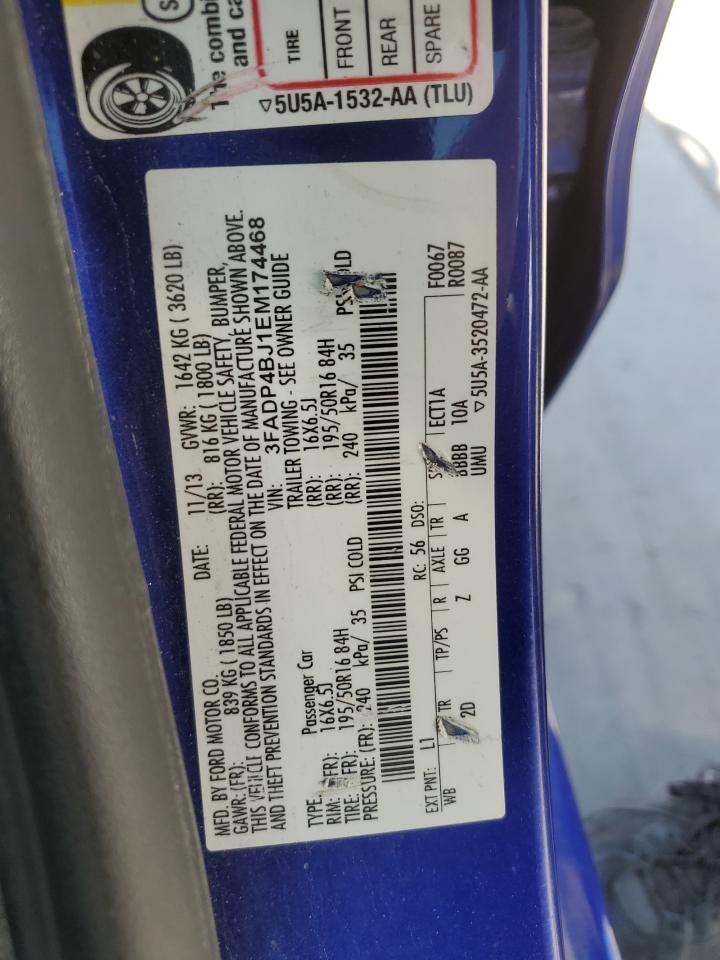 The combi
and ca
TIRE
FRONT
REAR
SPARE
5U5A-1532-AA (TLU)
MFD. BY FORD MOTOR CO. DATE: 11/13 GVWR: 1642 KG ( 3620 LB)
GAWR: (FR): 839 KG ( 1850 LB) (RR): 816 KG ( 1800 LB)
THIS VEHICLE CONFORMS TO ALL APPLICABLE FEDERAL MOTOR VEHICLE SAFETY, BUMPER,
AND THEFT PREVENTION STANDARDS IN EFFECT ON THE DATE OF MANUFACTURE SHOWN ABOVE.
VIN: 3FADP4BJ1EM174468
TYPE: Passenger Car TRAILER TOWING - SEE OWNER GUIDE
RIM: (FR): 16X6.5J (RR): 16X6.5J
TIRE: (FR): 195/50R16 84H (RR): 195/50R16 84H
PRESSURE: (FR): 240 kPa/ 35 PSI COLD (RR): 240 kPa/ 35 LD
EXT PNT: L1 RC: 56 DSO: F0067
WB TR TP/PS R AXLE TR ECT1A R0087
2D Z GG A BBBB 10A
UMU 5U5A-3520472-AA